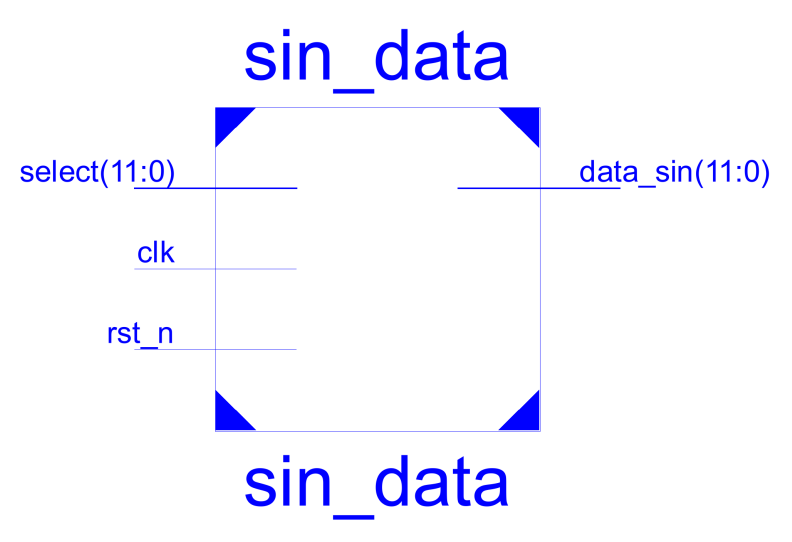 sin_data
select(11:0)
data_sin(11:0)
clk
rst_n
sin_data